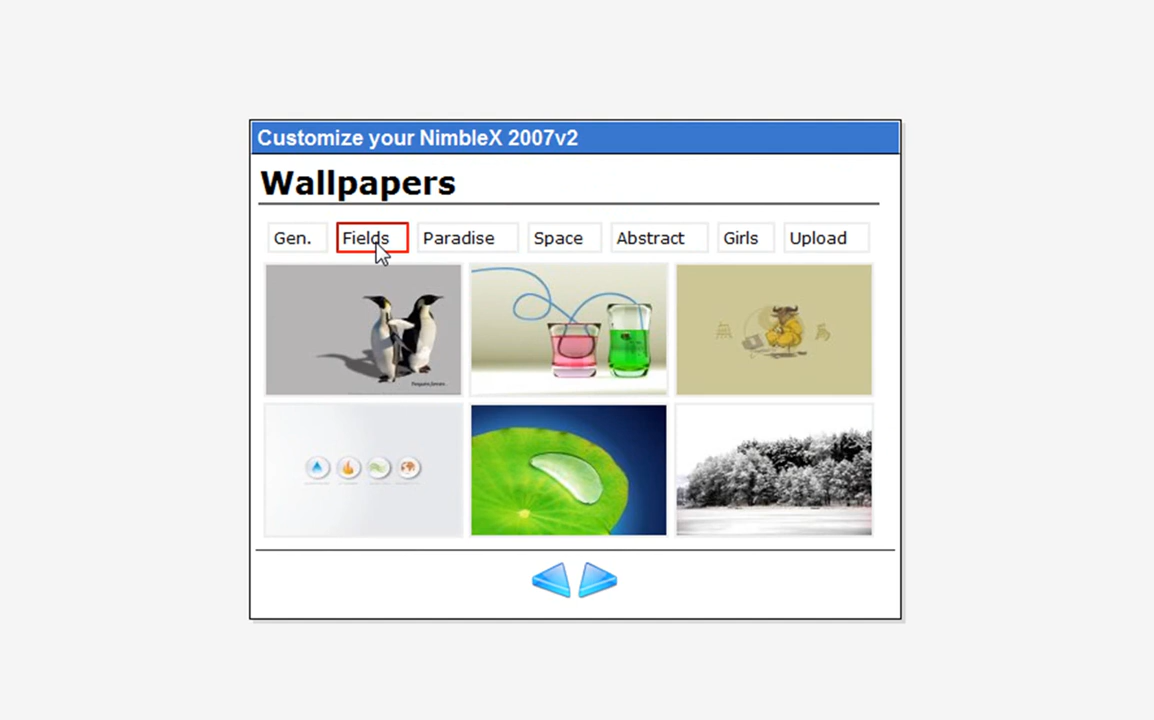 Customize your NimbleX 2007v2
Wallpapers
Gen. Fields Paradise Space Abstract Girls Upload